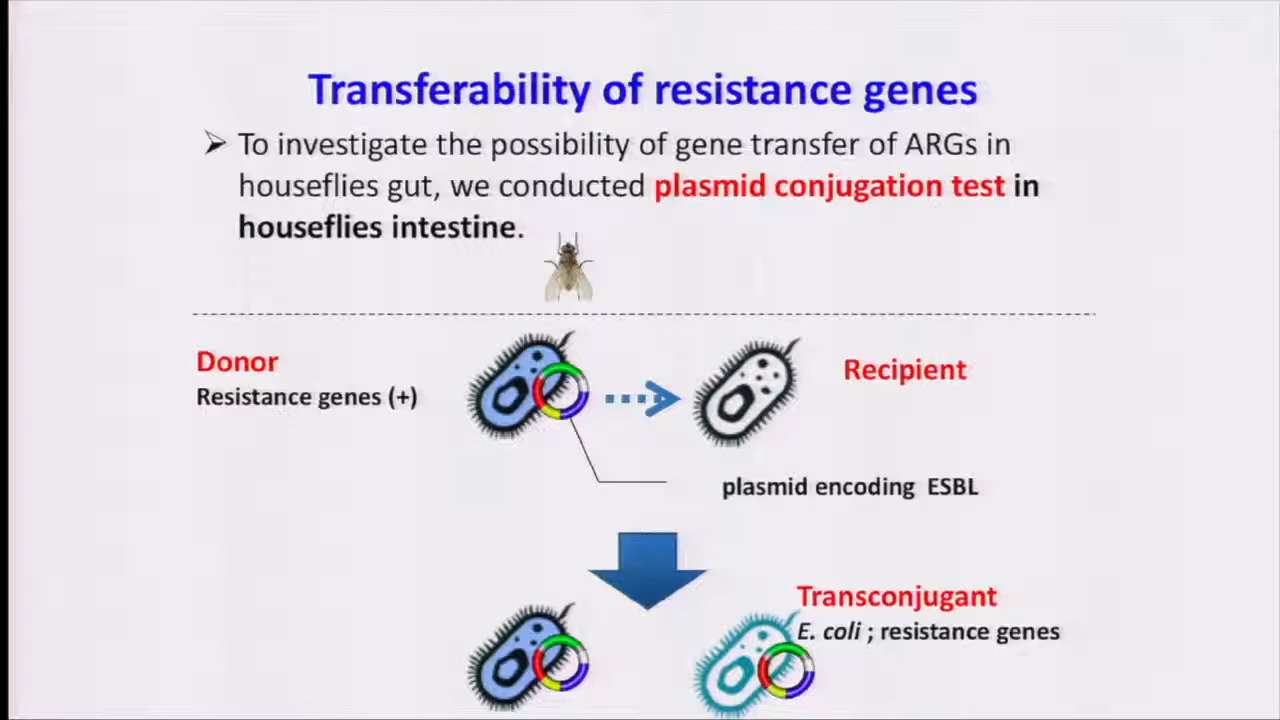 Transferability of resistance genes
To investigate the possibility of gene transfer of ARGs in
houseflies gut, we conducted plasmid conjugation test in
houseflies intestine.
Donor
Resistance genes (+)
Recipient
plasmid encoding ESBL
Transconjugant
E. coli ; resistance genes